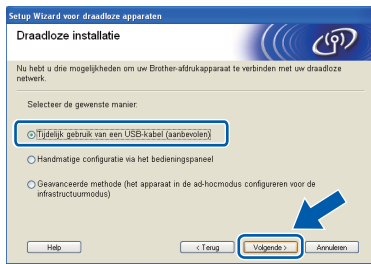 Setup Wizard voor draadloze apparaten
Draadloze installatie
Nu hebt u drie mogelijkheden om uw Brother-afdrukapparaat te verbinden met uw draadloze
netwerk.
Selecteer de gewenste manier:
Tijdelijk gebruik van een USB-kabel (aanbevolen)
Handmatige configuratie via het bedieningspaneel
Geavanceerde methode (het apparaat in de ad-hocmodus configureren voor de
infrastructuurmodus)
Help
< Terug
Volgende >
Annuleren